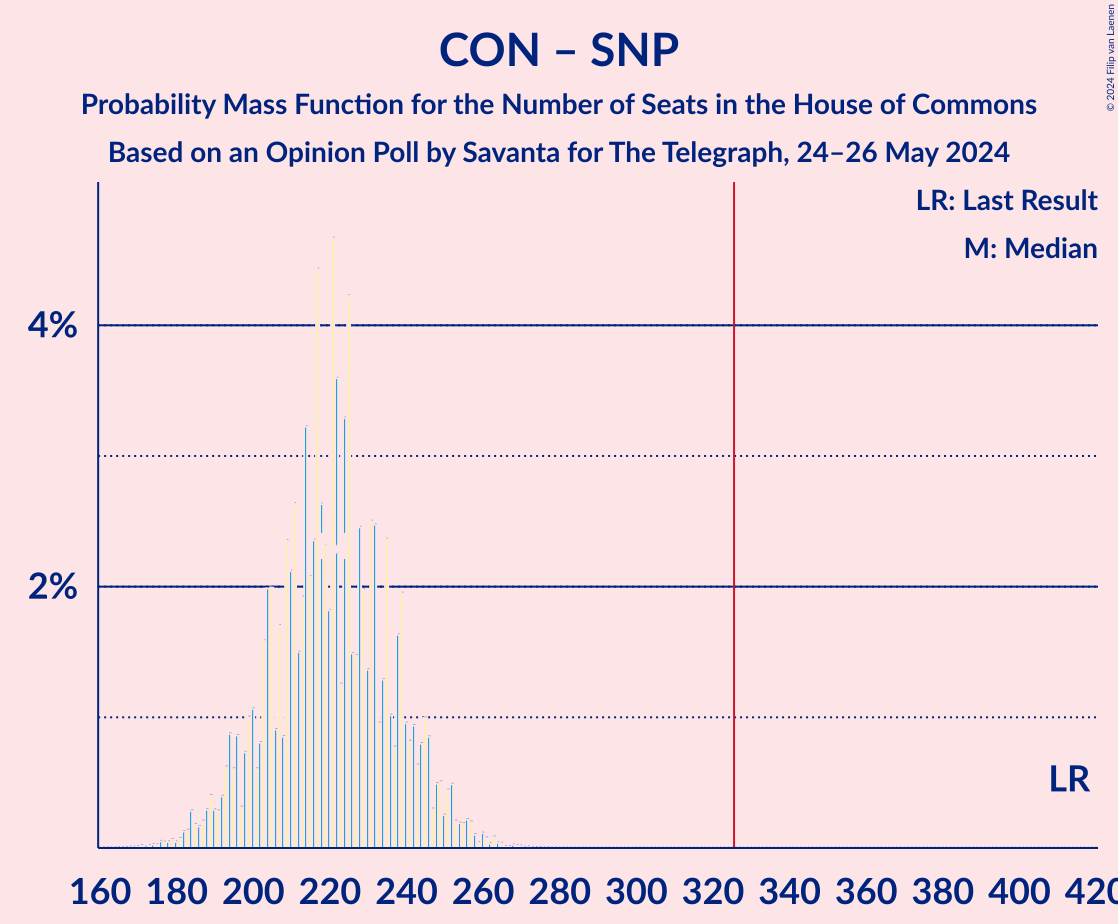 CON – SNP
Probability Mass Function for the Number of Seats in the House of Commons
Based on an Opinion Poll by Savanta for The Telegraph, 24–26 May 2024
© 2024 Filip van Laenen
LR: Last Result
M: Median
4%
2%
LR
160 180 200 220 240 260 280 300 320 340 360 380 400 420